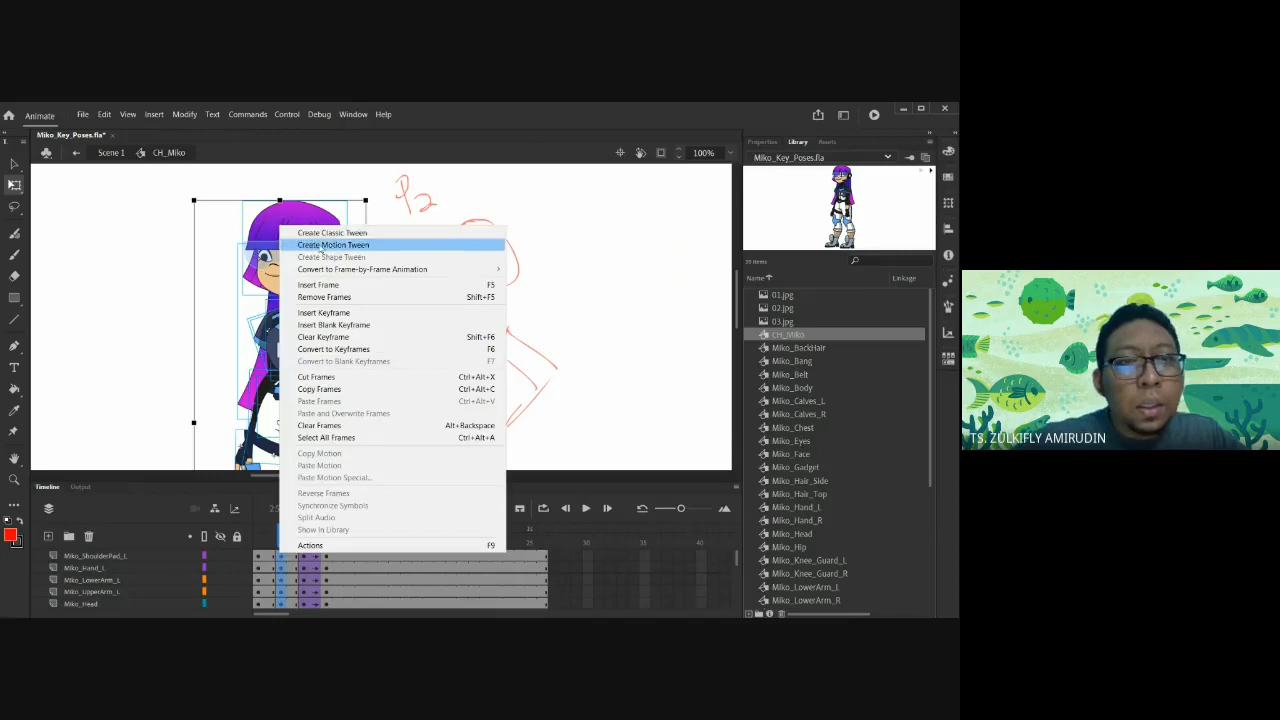 Animate File Edit View Insert Modify Text Commands Control Debug Window Help
Miko_Key_Poses.fla*
Scene 1 CH_Miko 100%
P2
Create Classic Tween
Create Motion Tween
Create Shape Tween
Convert to Frame-by-Frame Animation
Insert Frame F5
Remove Frames Shift+F5
Insert Keyframe
Insert Blank Keyframe
Clear Keyframe Shift+F6
Convert to Keyframes F6
Convert to Blank Keyframes F7
Cut Frames Ctrl+Alt+X
Copy Frames Ctrl+Alt+C
Paste Frames Ctrl+Alt+V
Paste and Overwrite Frames
Clear Frames Alt+Backspace
Select All Frames Ctrl+Alt+A
Copy Motion
Paste Motion
Paste Motion Special...
Reverse Frames
Synchronize Symbols
Split Audio
Show In Library
Actions F9
Timeline Output
1s
25 30 35 40
Miko_ShoulderPad_L
Miko_Hand_L
Miko_LowerArm_L
Miko_UpperArm_L
Miko_Head
Properties Library Assets
Miko_Key_Poses.fla
Name Linkage
01.jpg
02.jpg
03.jpg
CH_Miko
Miko_BackHair
Miko_Bang
Miko_Belt
Miko_Body
Miko_Calves_L
Miko_Calves_R
Miko_Chest
Miko_Eyes
Miko_Face
Miko_Gadget
Miko_Hair_Side
Miko_Hair_Top
Miko_Hand_L
Miko_Hand_R
Miko_Head
Miko_Hip
Miko_Knee_Guard_L
Miko_Knee_Guard_R
Miko_LowerArm_L
Miko_LowerArm_R
TS. ZULKIFLY AMIRUDIN